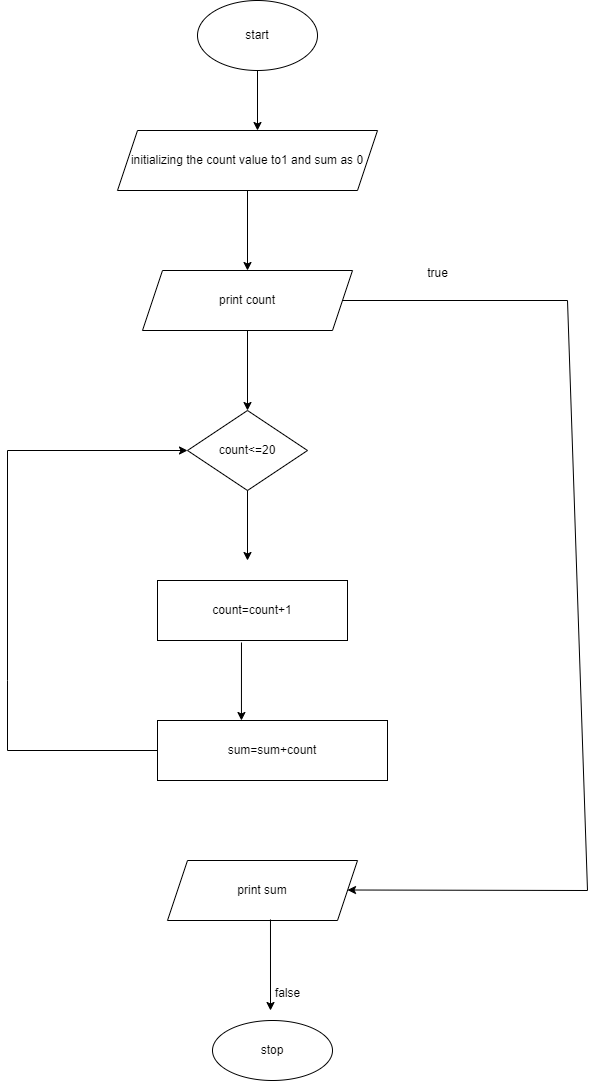 start
initializing the count value to1 and sum as 0
true
print count
count<=20
count=count+1
sum=sum+count
print sum
false
stop